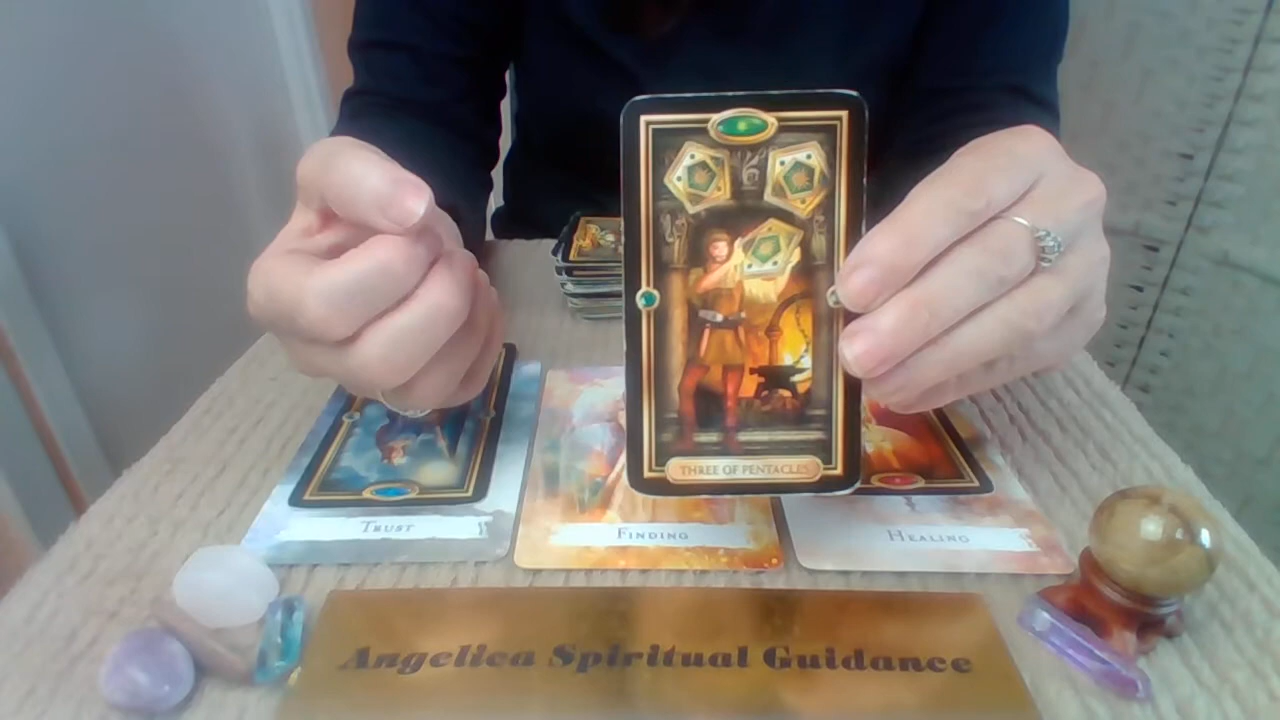 THREE OF PENTACLES
TRUST
FINDING
HEALING
Angelica Spiritual Guidance